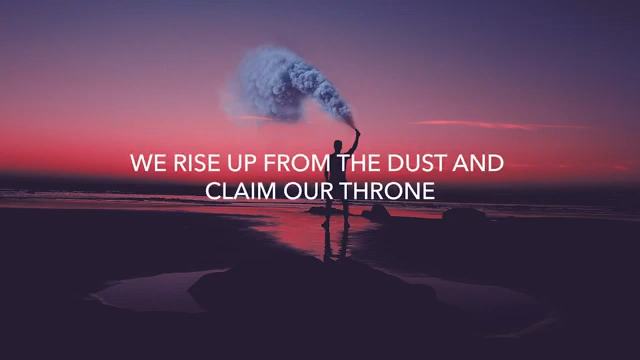 WE RISE UP FROM THE DUST AND
CLAIM OUR THRONE